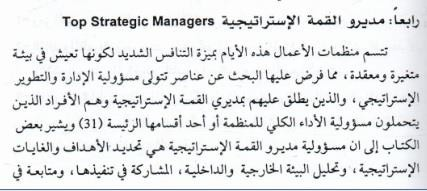 رابعاً: مديرو القمة الإستراتيجية Top Strategic Managers
تتسم منظمات الأعمال هذه الأيام بميزة التنافس الشديد لكونها تعيش في بيئة
متغيرة ومعقدة، مما فرض عليها البحث عن عناصر تتولى مسؤولية الإدارة والتطوير
الإستراتيجي، والذين يطلق عليهم بمديري القمة الإستراتيجية وهم الأفراد الذين
يتحملون مسؤولية الأداء الكلي للمنظمة أو أحد أقسامها الرئيسة (31) ويشير بعض
الكتاب إلى ان مسؤولية مديرو القمة الإستراتيجية هي تحديد الأهداف والغايات
الإستراتيجية، وتحليل البيئة الخارجية والداخلية، المشاركة في تنفيذها، ومتابعة في